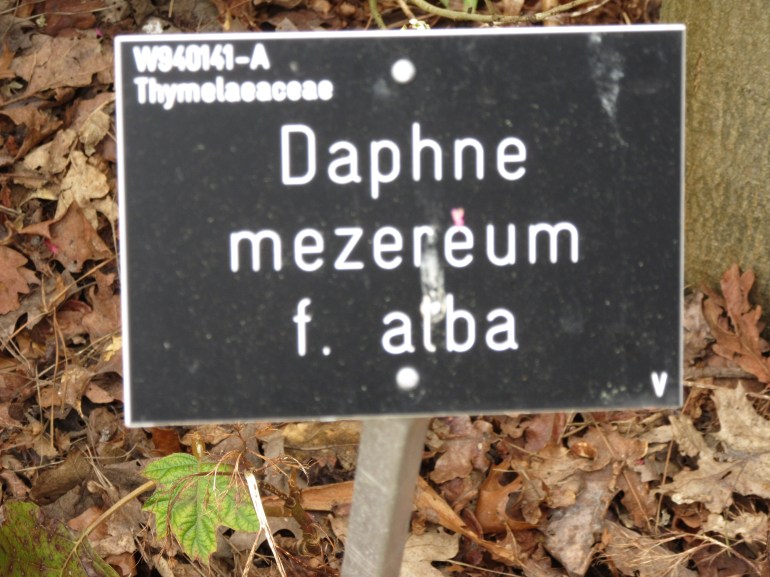 W940141-A
Thymelaeaceae
Daphne
mezereum
f. alba
V